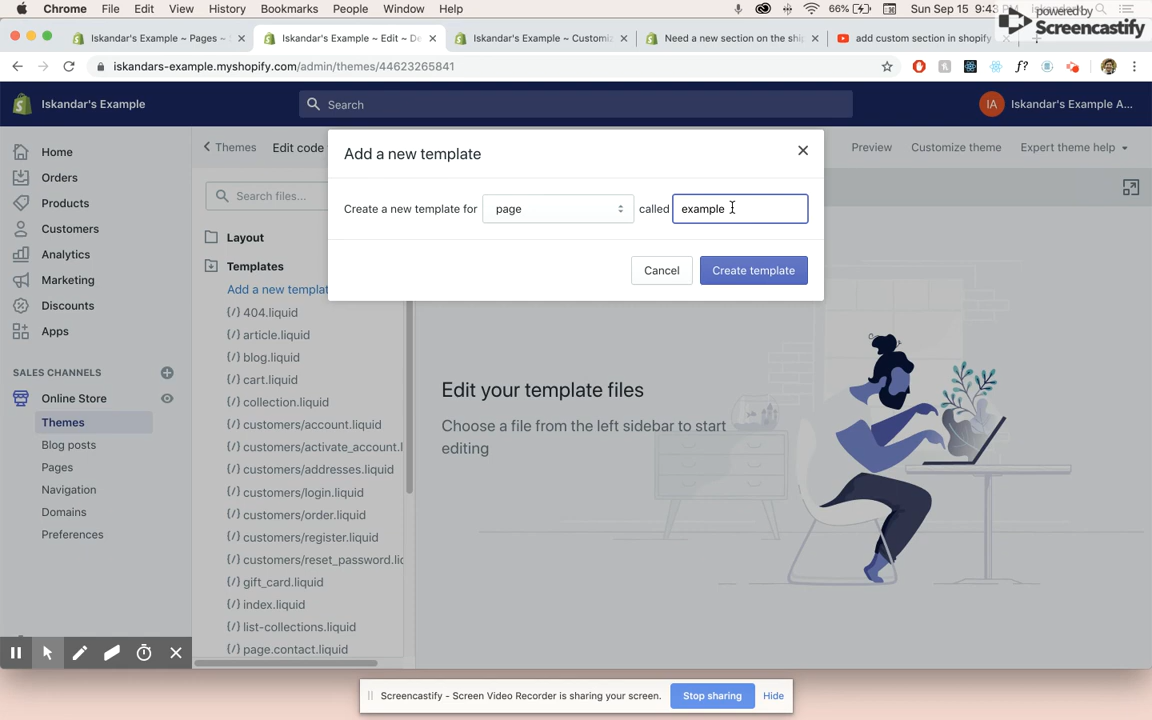 Chrome File Edit View History Bookmarks People Window Help 66% Sun Sep 15 9:43
powered by
Screencastify
Iskandar's Example ~ Pages ~
Iskandar's Example ~ Edit ~ De
Iskandar's Example ~ Customiz
Need a new section on the ship
add custom section in shopify
iskandars-example.myshopify.com/admin/themes/44623265841
f?
Iskandar's Example
Search
IA
Iskandar's Example A...
Home
Orders
Products
Customers
Analytics
Marketing
Discounts
Apps
SALES CHANNELS
Online Store
Themes
Blog posts
Pages
Navigation
Domains
Preferences
Themes
Edit code
Preview
Customize theme
Expert theme help
Search files...
Layout
Templates
Add a new templat
{/} 404.liquid
{/} article.liquid
{/} blog.liquid
{/} cart.liquid
{/} collection.liquid
{/} customers/account.liquid
{/} customers/activate_account.l
{/} customers/addresses.liquid
{/} customers/login.liquid
{/} customers/order.liquid
{/} customers/register.liquid
{/} customers/reset_password.lic
{/} gift_card.liquid
{/} index.liquid
{/} list-collections.liquid
{/} page.contact.liquid
Add a new template
Create a new template for page called example
Cancel
Create template
Edit your template files
Choose a file from the left sidebar to start
editing
Screencastify - Screen Video Recorder is sharing your screen.
Stop sharing
Hide